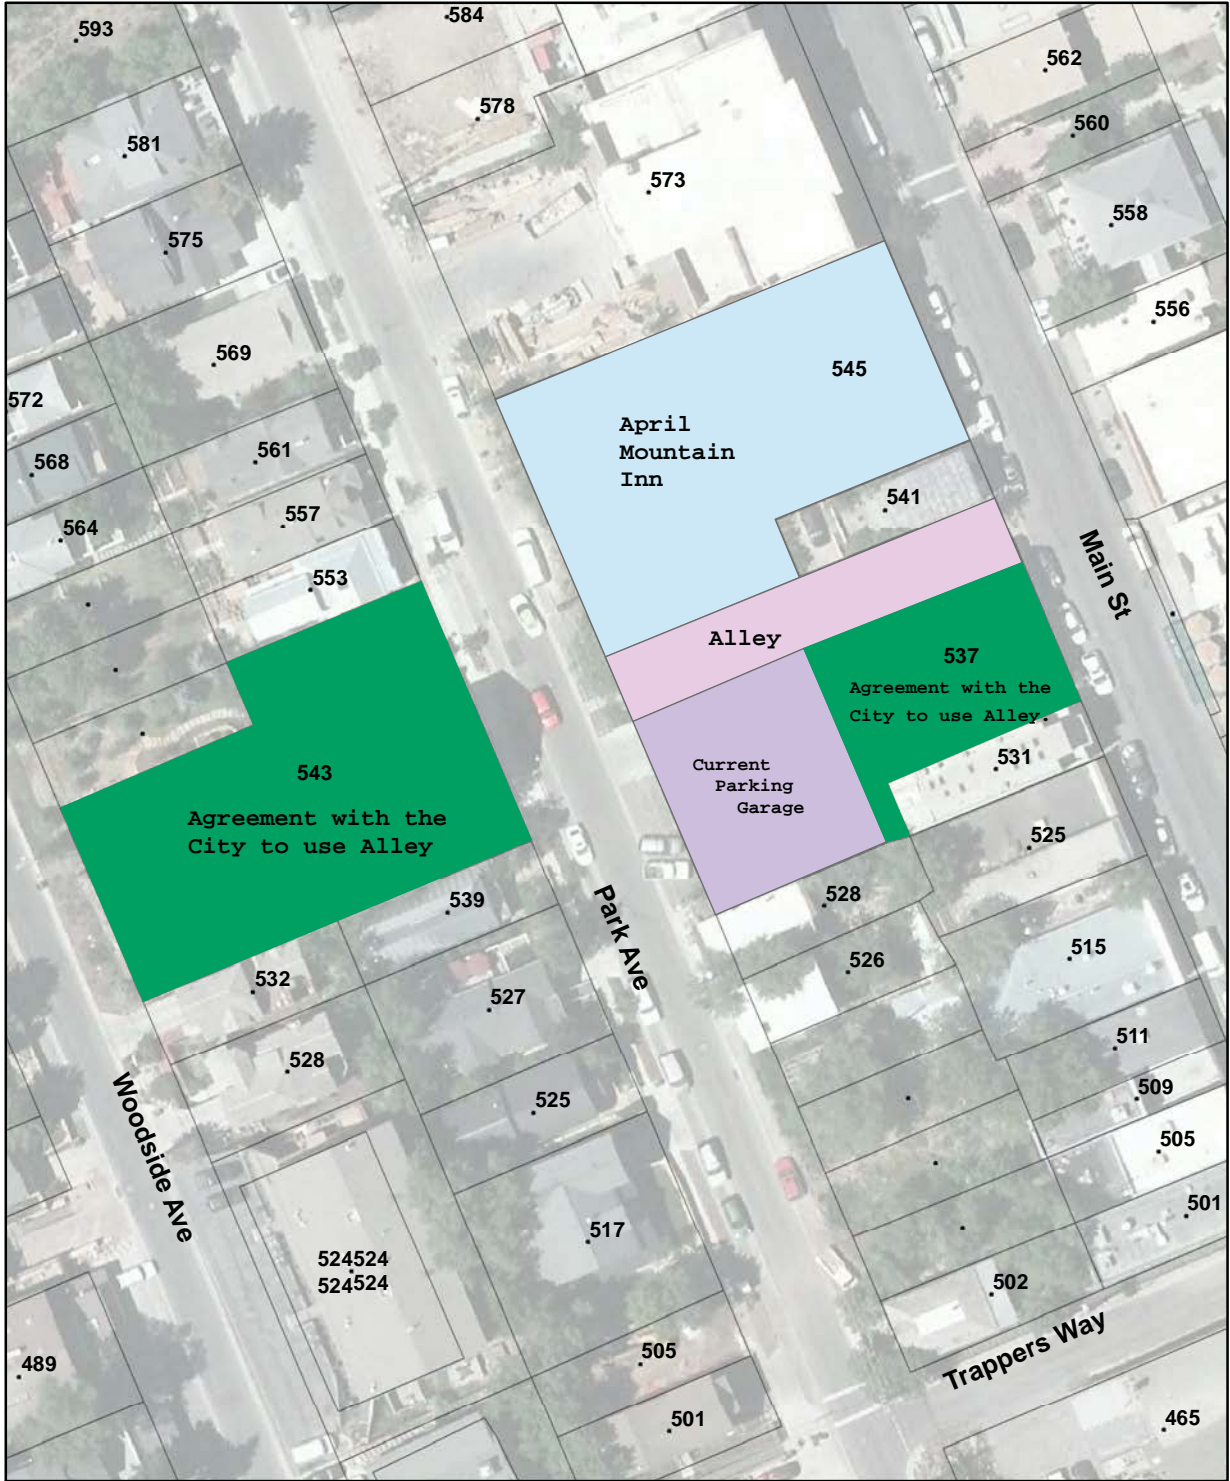 584
593
562
578
560
581
573
558
575
556
569
545
572
April
Mountain
Inn
561
568
541
557
564
553
Main St
Alley
537
Agreement with the
City to use Alley.
543
Current
Parking
Garage
531
Agreement with the
City to use Alley
525
539
528
Park Ave
515
526
532
527
511
528
509
525
505
Woodside Ave
501
517
524524
524524
502
Trappers Way
505
489
501
465